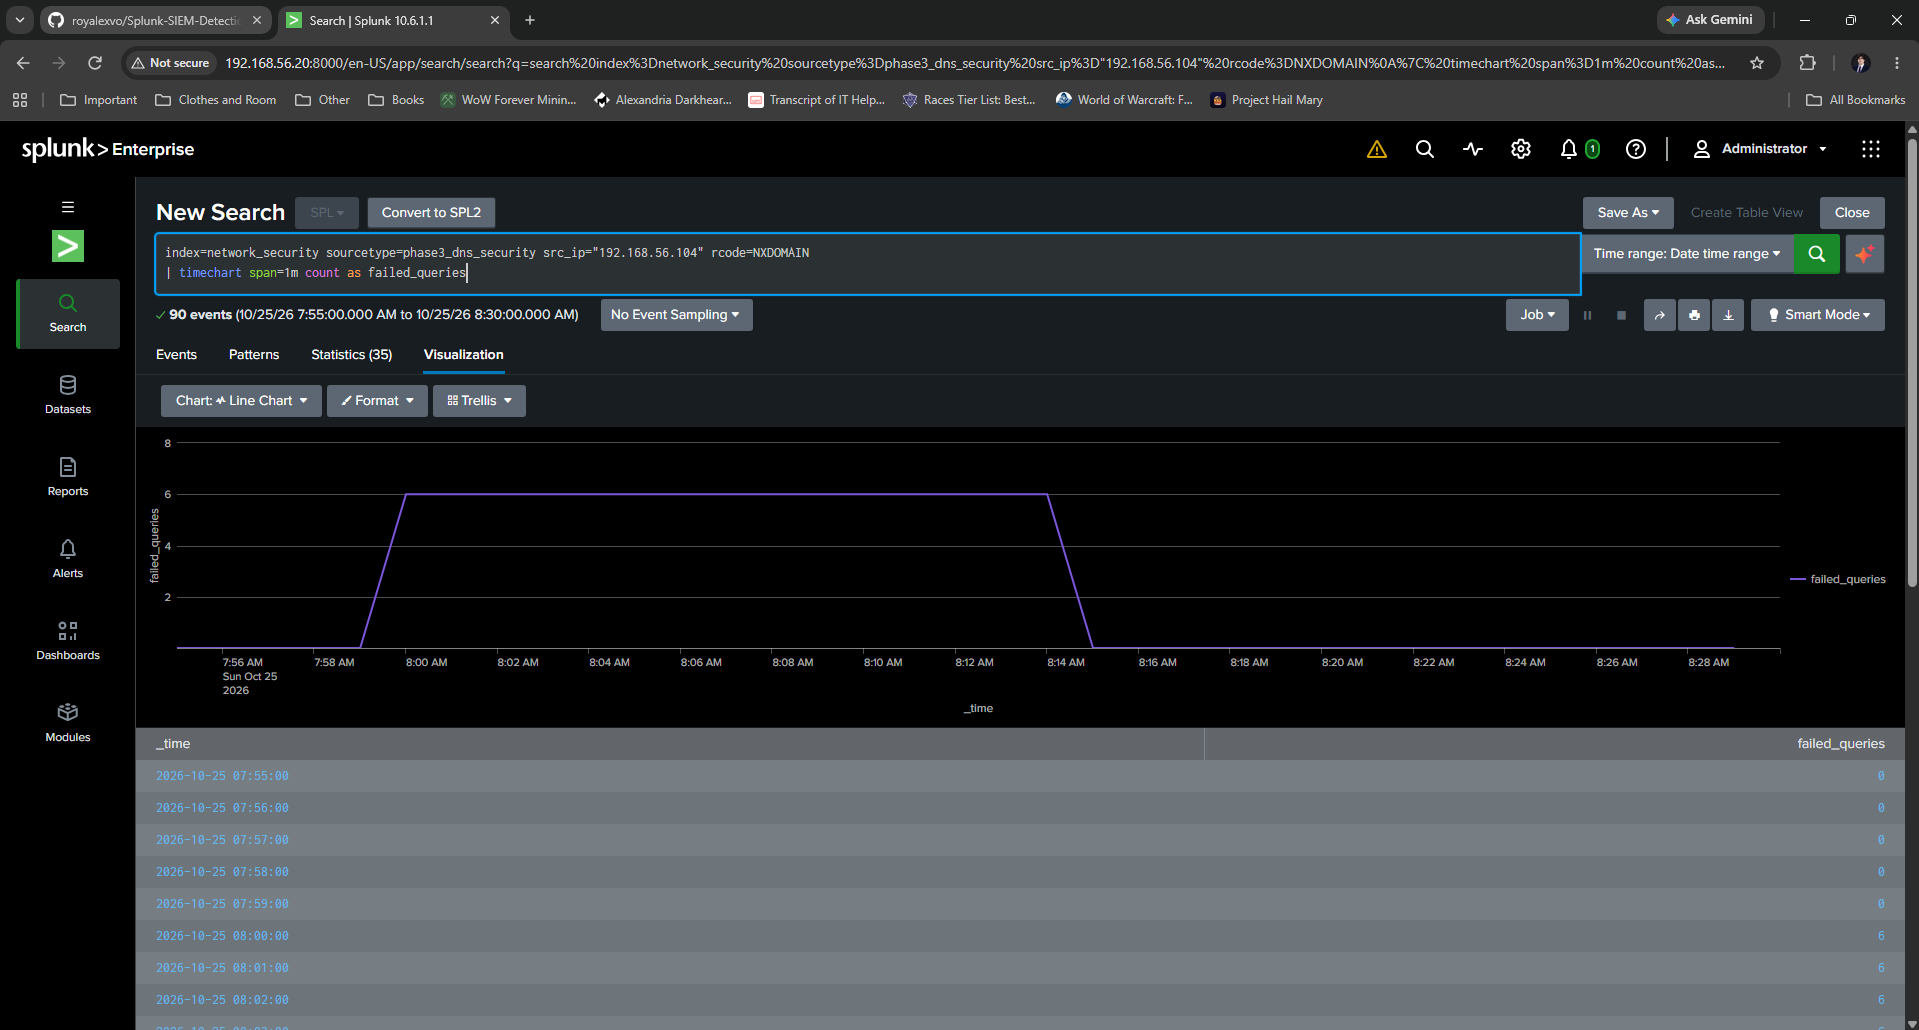 royalexvo/Splunk-SIEM-Detecti
Search | Splunk 10.6.1.1
Ask Gemini
Not secure
192.168.56.20:8000/en-US/app/search/search?q=search%20index%3Dnetwork_security%20sourcetype%3Dphase3_dns_security%20src_ip%3D"192.168.56.104"%20rcode%3DNXDOMAIN%0A%7C%20timechart%20span%3D1m%20count%20as...
Important
Clothes and Room
Other
Books
WoW Forever Minin...
Alexandria Darkhear...
Transcript of IT Help...
Races Tier List: Best...
World of Warcraft: F...
Project Hail Mary
All Bookmarks
splunk>Enterprise
1
Administrator
New Search
SPL
Convert to SPL2
Save As
Create Table View
Close
index=network_security sourcetype=phase3_dns_security src_ip="192.168.56.104" rcode=NXDOMAIN
| timechart span=1m count as failed_queries
Time range: Date time range
90 events (10/25/26 7:55:00.000 AM to 10/25/26 8:30:00.000 AM)
No Event Sampling
Job
Smart Mode
Search
Datasets
Reports
Alerts
Dashboards
Modules
Events
Patterns
Statistics (35)
Visualization
Chart: Line Chart
Format
Trellis
8
6
4
2
failed_queries
failed_queries
7:56 AM
Sun Oct 25
2026
7:58 AM
8:00 AM
8:02 AM
8:04 AM
8:06 AM
8:08 AM
8:10 AM
8:12 AM
8:14 AM
8:16 AM
8:18 AM
8:20 AM
8:22 AM
8:24 AM
8:26 AM
8:28 AM
_time
_time failed_queries
2026-10-25 07:55:00 0
2026-10-25 07:56:00 0
2026-10-25 07:57:00 0
2026-10-25 07:58:00 0
2026-10-25 07:59:00 0
2026-10-25 08:00:00 6
2026-10-25 08:01:00 6
2026-10-25 08:02:00 6